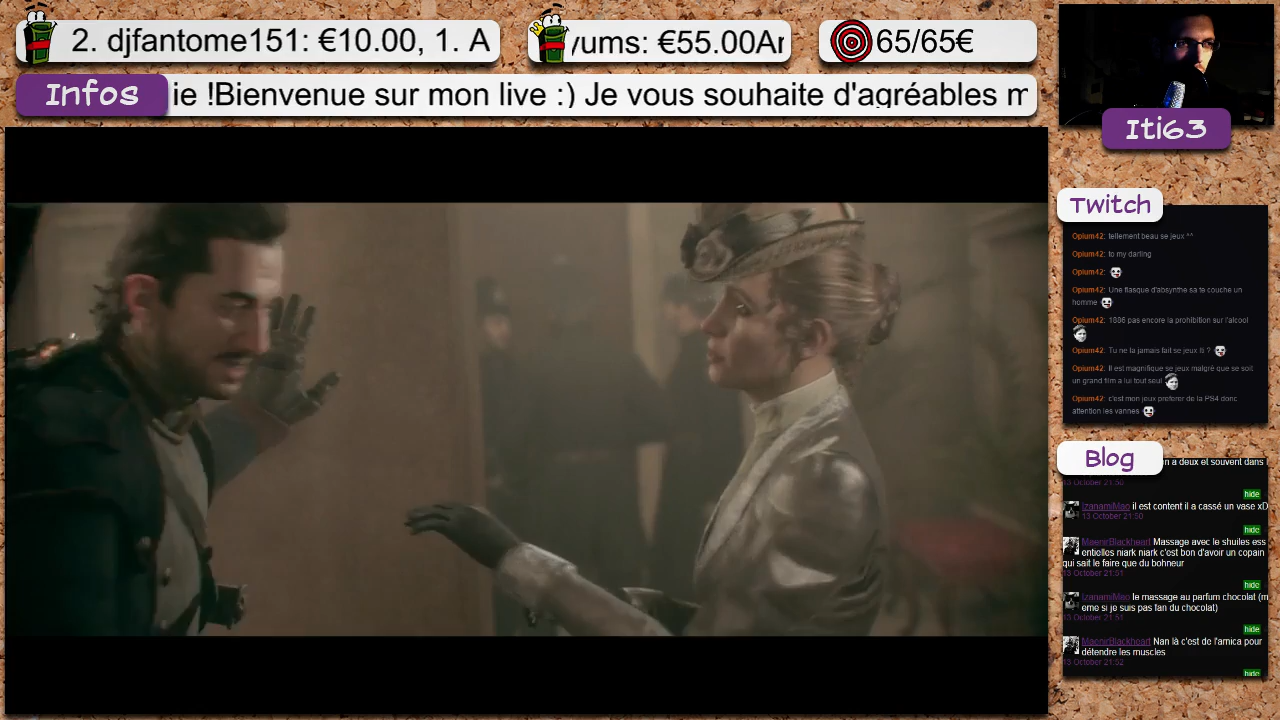 2. djfantome151: €10.00, 1. A
yums: €55.00Ar
65/65€
Infos
ie !Bienvenue sur mon live :) Je vous souhaite d'agréables m
Iti63
Twitch
Opium42: tellement beau se jeux ^^
Opium42: to my darling
Opium42:
Opium42: Une flasque d'absynthe sa te couche un
homme
Opium42: 1886 pas encore la prohibition sur l'alcool
Opium42: Tu ne la jamais fait se jeux iti ?
Opium42: Il est magnifique se jeux malgré que se soit
un grand film a lui tout seul
Opium42: c'est mon jeux preferer de la PS4 donc
attention les vannes
Blog
n a deux et souvent dans l
13 October 21:50
hide
IzanamiMao il est content il a cassé un vase xD
13 October 21:50
hide
MaenirBlackheart Massage avec le shuiles ess
entielles niark niark c'est bon d'avoir un copain
qui sait le faire que du bohneur
13 October 21:51
hide
IzanamiMao le massage au parfum chocolat (m
eme si je suis pas fan du chocolat)
13 October 21:51
hide
MaenirBlackheart Nan là c'est de l'arnica pour
détendre les muscles
13 October 21:52
hide